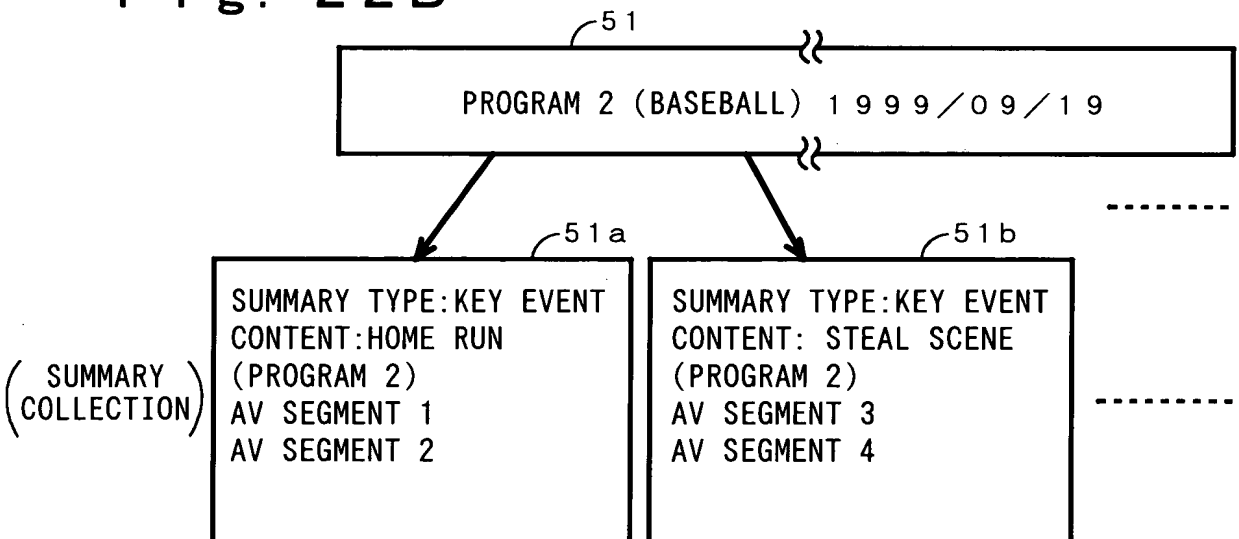 Fig. 22B
51
PROGRAM 2 (BASEBALL) 1999/09/19
51a
51b
SUMMARY TYPE:KEY EVENT
CONTENT:HOME RUN
(PROGRAM 2)
AV SEGMENT 1
AV SEGMENT 2
SUMMARY TYPE:KEY EVENT
CONTENT: STEAL SCENE
(PROGRAM 2)
AV SEGMENT 3
AV SEGMENT 4
(SUMMARY
COLLECTION)